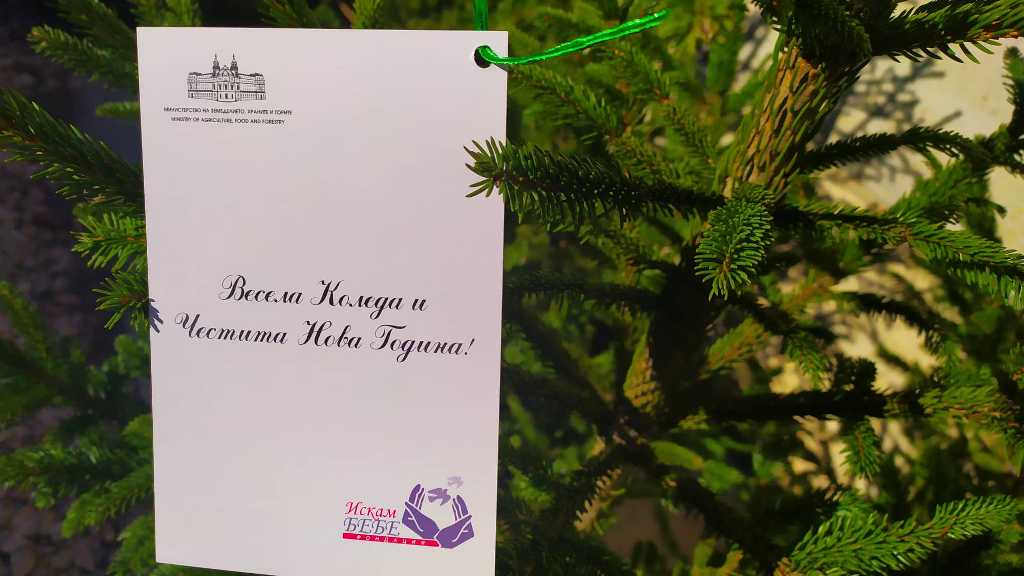 МИНИСТЕРСТВО НА ЗЕМЕДЕЛИЕТО, ХРАНИТЕ И ГОРИТЕ
MINISTRY OF AGRICULTURE, FOOD AND FORESTRY
Весела Коледа и
Честита Нова Година!
Искам
БЕБЕ
фондация